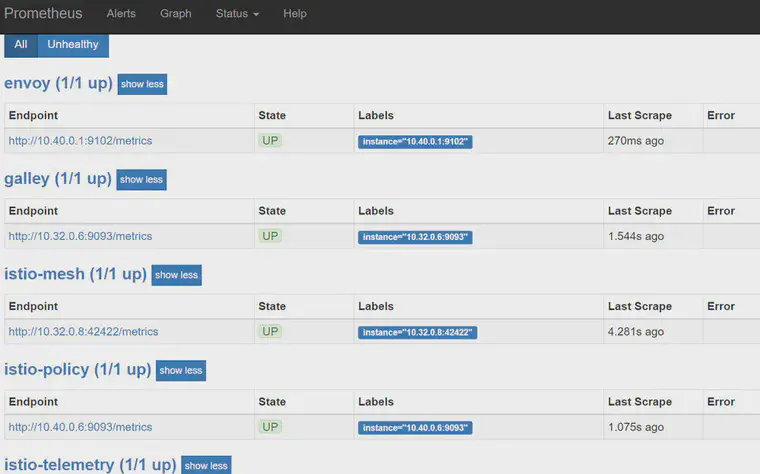 Prometheus Alerts Graph Status Help
All Unhealthy
envoy (1/1 up) show less
Endpoint State Labels Last Scrape Error
http://10.40.0.1:9102/metrics UP instance="10.40.0.1:9102" 270ms ago
galley (1/1 up) show less
Endpoint State Labels Last Scrape Error
http://10.32.0.6:9093/metrics UP instance="10.32.0.6:9093" 1.544s ago
istio-mesh (1/1 up) show less
Endpoint State Labels Last Scrape Error
http://10.32.0.8:42422/metrics UP instance="10.32.0.8:42422" 4.281s ago
istio-policy (1/1 up) show less
Endpoint State Labels Last Scrape Error
http://10.40.0.6:9093/metrics UP instance="10.40.0.6:9093" 1.075s ago
istio-telemetry (1/1 up) show less